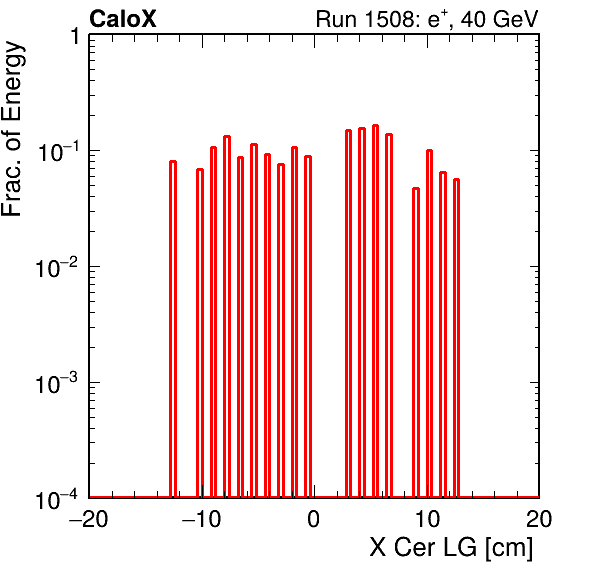 CaloX Run 1508: e⁺, 40 GeV
Frac. of Energy
1
10⁻¹
10⁻²
10⁻³
10⁻⁴
−20 −10 0 10 20
X Cer LG [cm]